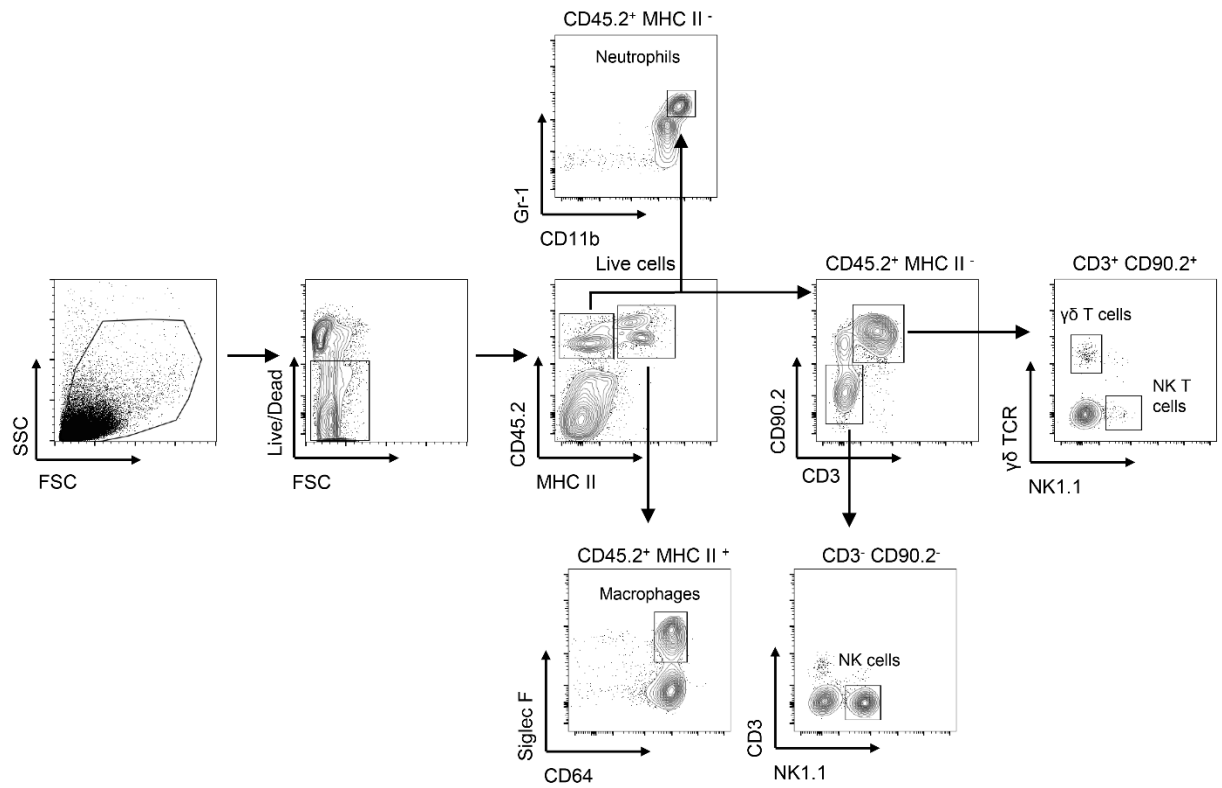 CD45.2⁺ MHC II ⁻
Neutrophils
Gr-1
CD11b
Live cells
CD45.2⁺ MHC II ⁻
CD3⁺ CD90.2⁺
γδ T cells
NK T
cells
SSC
FSC
Live/Dead
FSC
CD45.2
MHC II
CD90.2
CD3
γδ TCR
NK1.1
CD45.2⁺ MHC II ⁺
Macrophages
Siglec F
CD64
CD3⁻ CD90.2⁻
NK cells
CD3
NK1.1